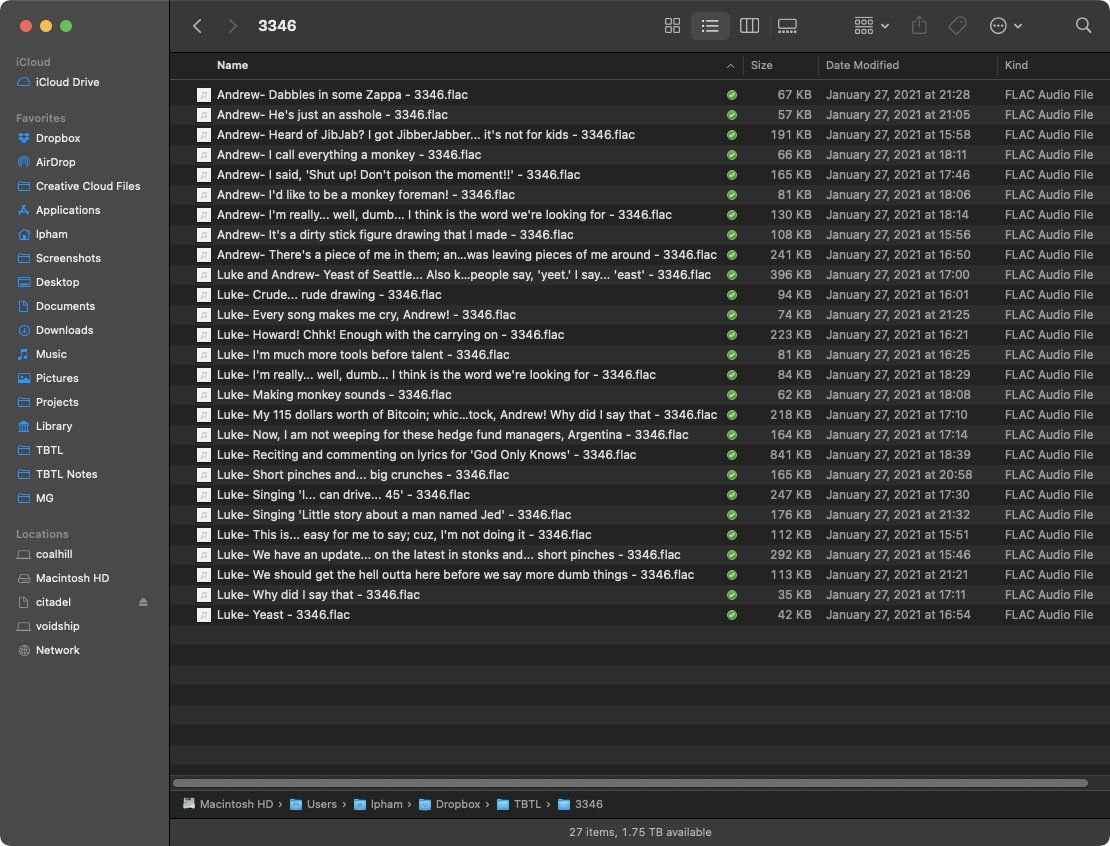 3346
iCloud
iCloud Drive
Favorites
Dropbox
AirDrop
Creative Cloud Files
Applications
lpham
Screenshots
Desktop
Documents
Downloads
Music
Pictures
Projects
Library
TBTL
TBTL Notes
MG
Locations
coalhill
Macintosh HD
citadel
voidship
Network
Name Size Date Modified Kind
Andrew- Dabbles in some Zappa - 3346.flac 67 KB January 27, 2021 at 21:28 FLAC Audio File
Andrew- He's just an asshole - 3346.flac 57 KB January 27, 2021 at 21:05 FLAC Audio File
Andrew- Heard of JibJab? I got JibberJabber... it's not for kids - 3346.flac 191 KB January 27, 2021 at 15:58 FLAC Audio File
Andrew- I call everything a monkey - 3346.flac 66 KB January 27, 2021 at 18:11 FLAC Audio File
Andrew- I said, 'Shut up! Don't poison the moment!!' - 3346.flac 165 KB January 27, 2021 at 17:46 FLAC Audio File
Andrew- I'd like to be a monkey foreman! - 3346.flac 81 KB January 27, 2021 at 18:06 FLAC Audio File
Andrew- I'm really... well, dumb... I think is the word we're looking for - 3346.flac 130 KB January 27, 2021 at 18:14 FLAC Audio File
Andrew- It's a dirty stick figure drawing that I made - 3346.flac 108 KB January 27, 2021 at 15:56 FLAC Audio File
Andrew- There's a piece of me in them; an...was leaving pieces of me around - 3346.flac 241 KB January 27, 2021 at 16:50 FLAC Audio File
Luke and Andrew- Yeast of Seattle... Also k...people say, 'yeet.' I say... 'east' - 3346.flac 396 KB January 27, 2021 at 17:00 FLAC Audio File
Luke- Crude... rude drawing - 3346.flac 94 KB January 27, 2021 at 16:01 FLAC Audio File
Luke- Every song makes me cry, Andrew! - 3346.flac 74 KB January 27, 2021 at 21:25 FLAC Audio File
Luke- Howard! Chhk! Enough with the carrying on - 3346.flac 223 KB January 27, 2021 at 16:21 FLAC Audio File
Luke- I'm much more tools before talent - 3346.flac 81 KB January 27, 2021 at 16:25 FLAC Audio File
Luke- I'm really... well, dumb... I think is the word we're looking for - 3346.flac 84 KB January 27, 2021 at 18:29 FLAC Audio File
Luke- Making monkey sounds - 3346.flac 62 KB January 27, 2021 at 18:08 FLAC Audio File
Luke- My 115 dollars worth of Bitcoin; whic...tock, Andrew! Why did I say that - 3346.flac 218 KB January 27, 2021 at 17:10 FLAC Audio File
Luke- Now, I am not weeping for these hedge fund managers, Argentina - 3346.flac 164 KB January 27, 2021 at 17:14 FLAC Audio File
Luke- Reciting and commenting on lyrics for 'God Only Knows' - 3346.flac 841 KB January 27, 2021 at 18:39 FLAC Audio File
Luke- Short pinches and... big crunches - 3346.flac 165 KB January 27, 2021 at 20:58 FLAC Audio File
Luke- Singing 'I... can drive... 45' - 3346.flac 247 KB January 27, 2021 at 17:30 FLAC Audio File
Luke- Singing 'Little story about a man named Jed' - 3346.flac 176 KB January 27, 2021 at 21:32 FLAC Audio File
Luke- This is... easy for me to say; cuz, I'm not doing it - 3346.flac 112 KB January 27, 2021 at 15:51 FLAC Audio File
Luke- We have an update... on the latest in stonks and... short pinches - 3346.flac 292 KB January 27, 2021 at 15:46 FLAC Audio File
Luke- We should get the hell outta here before we say more dumb things - 3346.flac 113 KB January 27, 2021 at 21:21 FLAC Audio File
Luke- Why did I say that - 3346.flac 35 KB January 27, 2021 at 17:11 FLAC Audio File
Luke- Yeast - 3346.flac 42 KB January 27, 2021 at 16:54 FLAC Audio File
Macintosh HD › Users › lpham › Dropbox › TBTL › 3346
27 items, 1.75 TB available